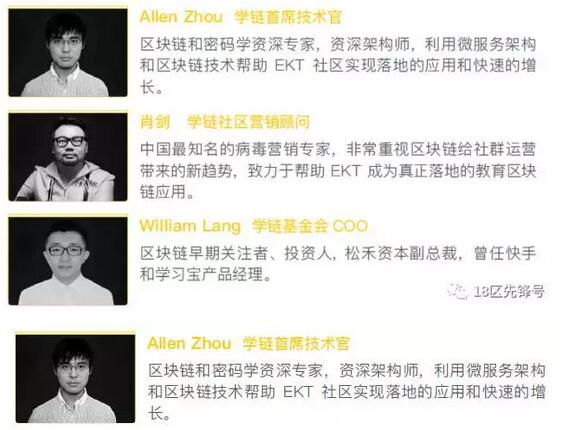 Allen Zhou 学链首席技术官
区块链和密码学资深专家，资深架构师，利用微服务架构
和区块链技术帮助 EKT 社区实现落地的应用和快速的增
长。
肖剑 学链社区营销顾问
中国最知名的病毒营销专家，非常重视区块链给社群运营
带来的新趋势，致力于帮助 EKT 成为真正落地的教育区块
链应用。
William Lang 学链基金会 COO
区块链早期关注者、投资人, 松禾资本副总裁，曾任快手
和学习宝产品经理。
18区先锋号
Allen Zhou 学链首席技术官
区块链和密码学资深专家，资深架构师，利用微服务架构
和区块链技术帮助 EKT 社区实现落地的应用和快速的增
长。